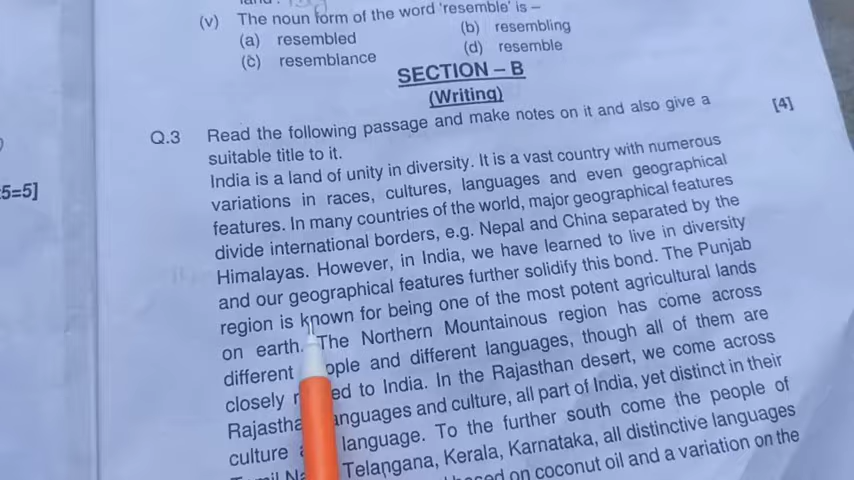 (v) The noun form of the word 'resemble' is –
(a) resembled (b) resembling
(c) resemblance (d) resemble
SECTION – B
(Writing)
Q.3 Read the following passage and make notes on it and also give a [4]
suitable title to it.
5=5]
India is a land of unity in diversity. It is a vast country with numerous
variations in races, cultures, languages and even geographical
features. In many countries of the world, major geographical features
divide international borders, e.g. Nepal and China separated by the
Himalayas. However, in India, we have learned to live in diversity
and our geographical features further solidify this bond. The Punjab
region is known for being one of the most potent agricultural lands
on earth. The Northern Mountainous region has come across
different ople and different languages, though all of them are
closely ed to India. In the Rajasthan desert, we come across
Rajastha anguages and culture, all part of India, yet distinct in their
culture language. To the further south come the people of
Telangana, Kerala, Karnataka, all distinctive languages
on coconut oil and a variation on the